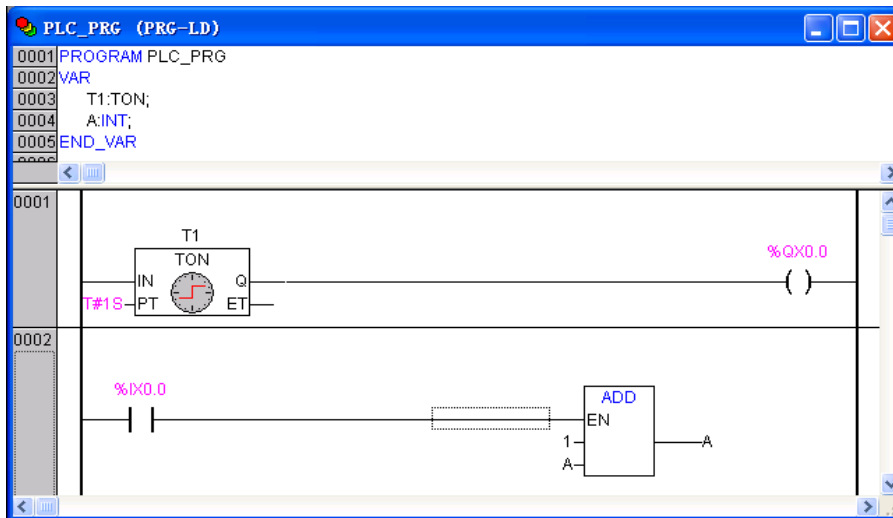 PLC_PRG (PRG-LD)
0001 PROGRAM PLC_PRG
0002 VAR
0003 T1:TON;
0004 A:INT;
0005 END_VAR
0001
T1
TON
%QX0.0
IN Q
T#1S PT ET
0002
%IX0.0
ADD
EN
1 A
A